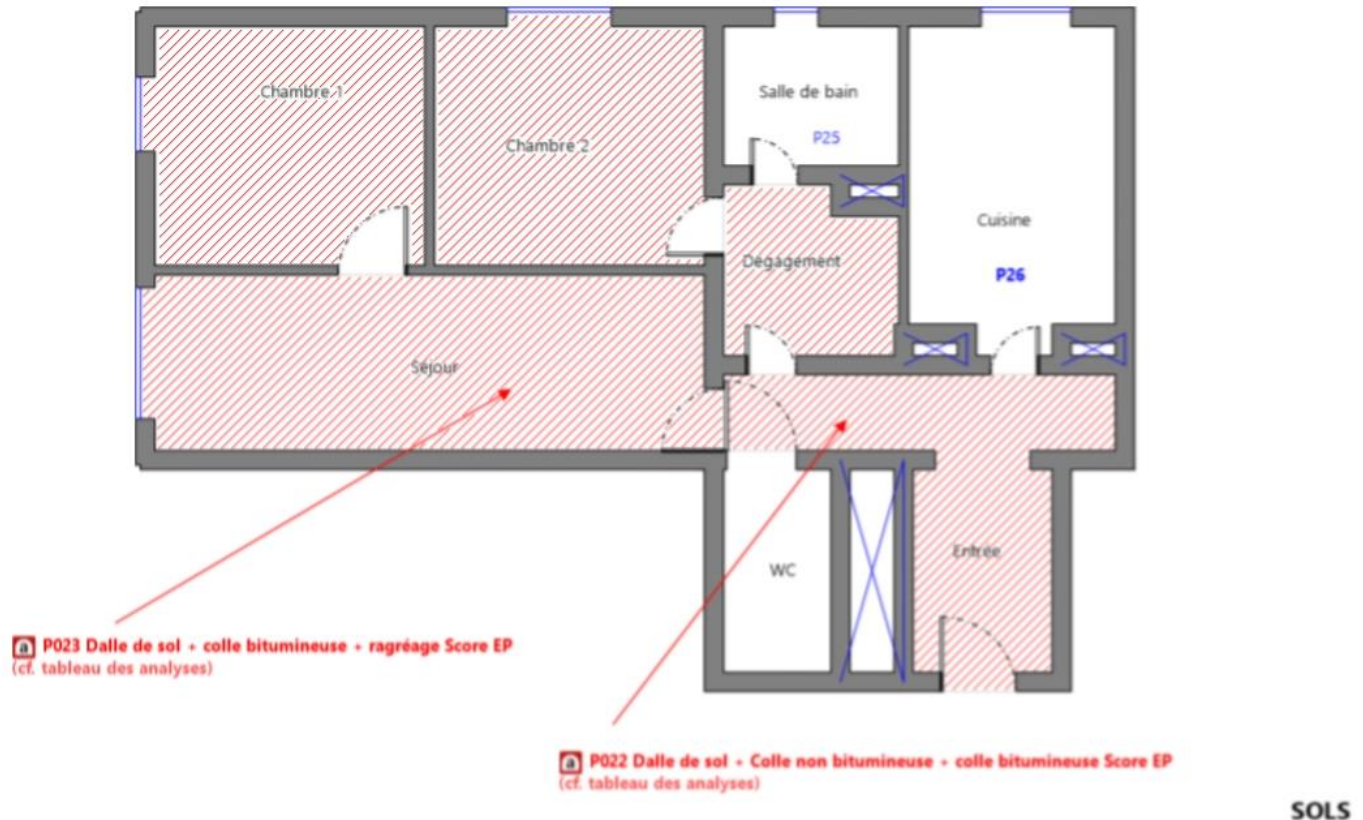 Chambre 1
Salle de bain
P25
Chambre 2
Cuisine
P26
Dégagement
Séjour
Entrée
WC
a P023 Dalle de sol + colle bitumineuse + ragréage Score EP
(cf. tableau des analyses)
a P022 Dalle de sol + Colle non bitumineuse + colle bitumineuse Score EP
(cf. tableau des analyses)
SOLS